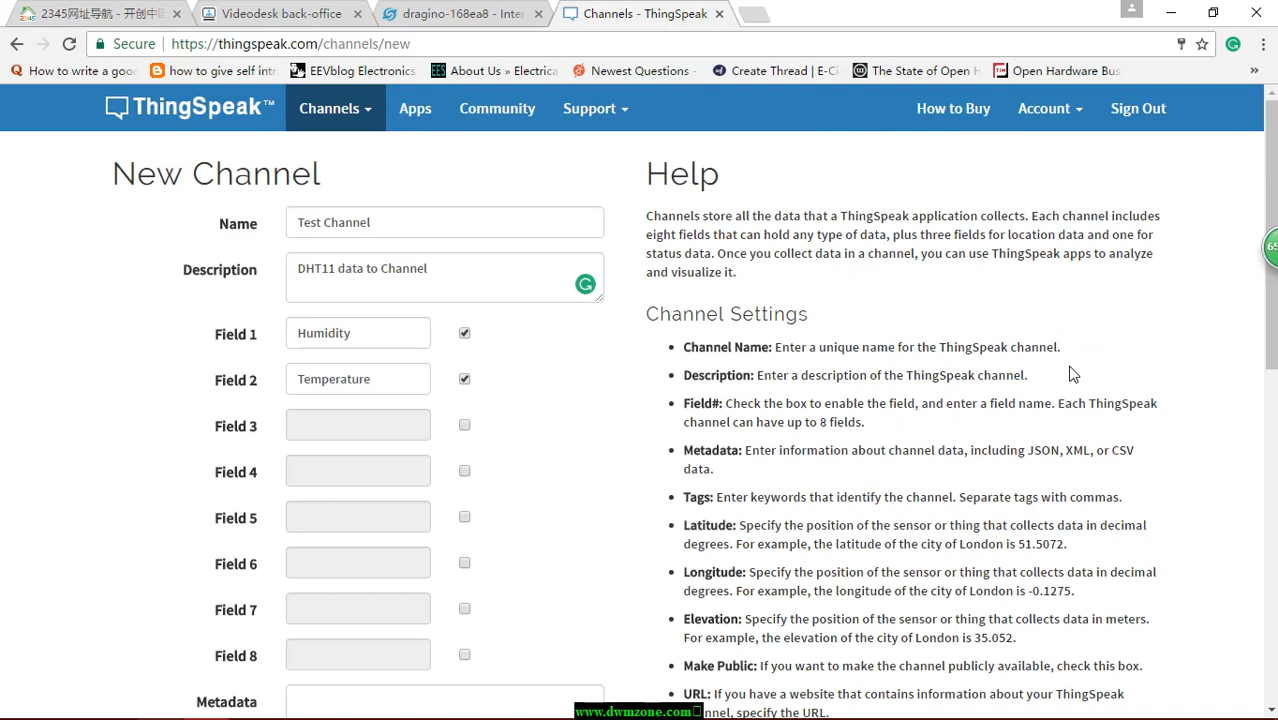 2345网址导航 - 开创中
Videodesk back-office
dragino-168ea8 - Inter
Channels - ThingSpeak
Secure
https://thingspeak.com/channels/new
How to write a goo
how to give self intr
EEVblog Electronics
About Us » Electrica
Newest Questions -
Create Thread | E-Ci
The State of Open H
Open Hardware Bus
ThingSpeak™
Channels
Apps
Community
Support
How to Buy
Account
Sign Out
New Channel
Name
Test Channel
Description
DHT11 data to Channel
Field 1
Humidity
Field 2
Temperature
Field 3
Field 4
Field 5
Field 6
Field 7
Field 8
Metadata
Help
Channels store all the data that a ThingSpeak application collects. Each channel includes
eight fields that can hold any type of data, plus three fields for location data and one for
status data. Once you collect data in a channel, you can use ThingSpeak apps to analyze
and visualize it.
Channel Settings
Channel Name: Enter a unique name for the ThingSpeak channel.
Description: Enter a description of the ThingSpeak channel.
Field#: Check the box to enable the field, and enter a field name. Each ThingSpeak
channel can have up to 8 fields.
Metadata: Enter information about channel data, including JSON, XML, or CSV
data.
Tags: Enter keywords that identify the channel. Separate tags with commas.
Latitude: Specify the position of the sensor or thing that collects data in decimal
degrees. For example, the latitude of the city of London is 51.5072.
Longitude: Specify the position of the sensor or thing that collects data in decimal
degrees. For example, the longitude of the city of London is -0.1275.
Elevation: Specify the position of the sensor or thing that collects data in meters.
For example, the elevation of the city of London is 35.052.
Make Public: If you want to make the channel publicly available, check this box.
URL: If you have a website that contains information about your ThingSpeak
nnel, specify the URL.
65
www.dwmzone.com